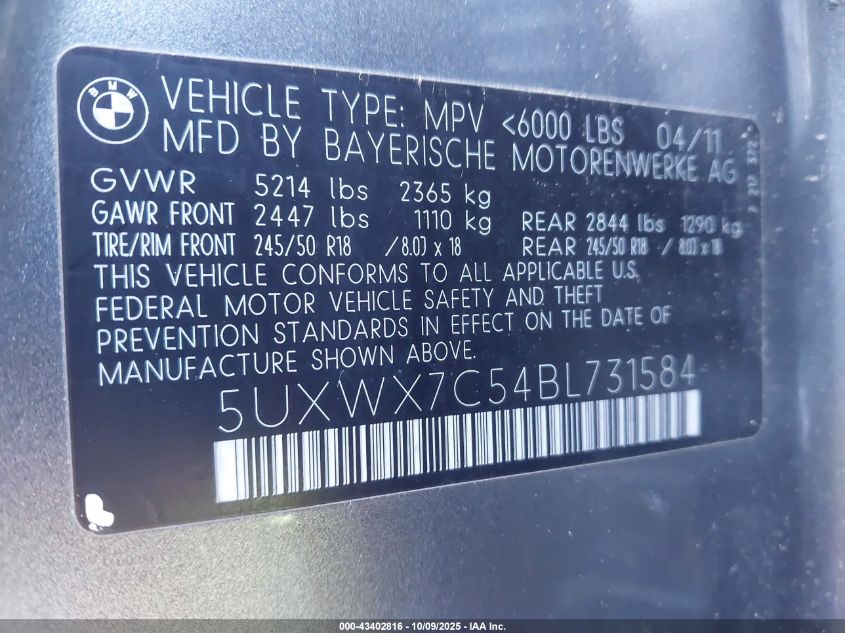 BMW
VEHICLE TYPE: MPV <6000 LBS 04/11
MFD BY BAYERISCHE MOTORENWERKE AG
GVWR 5214 lbs 2365 kg
GAWR FRONT 2447 lbs 1110 kg REAR 2844 lbs 1290 kg
TIRE/RIM FRONT 245/50 R18 /8.0J x 18 REAR 245/50 R18 / 8.0J x 18
THIS VEHICLE CONFORMS TO ALL APPLICABLE U.S.
FEDERAL MOTOR VEHICLE SAFETY AND THEFT
PREVENTION STANDARDS IN EFFECT ON THE DATE OF
MANUFACTURE SHOWN ABOVE.
5UXWX7C54BL731584
000-43402816 - 10/09/2025 - IAA Inc.